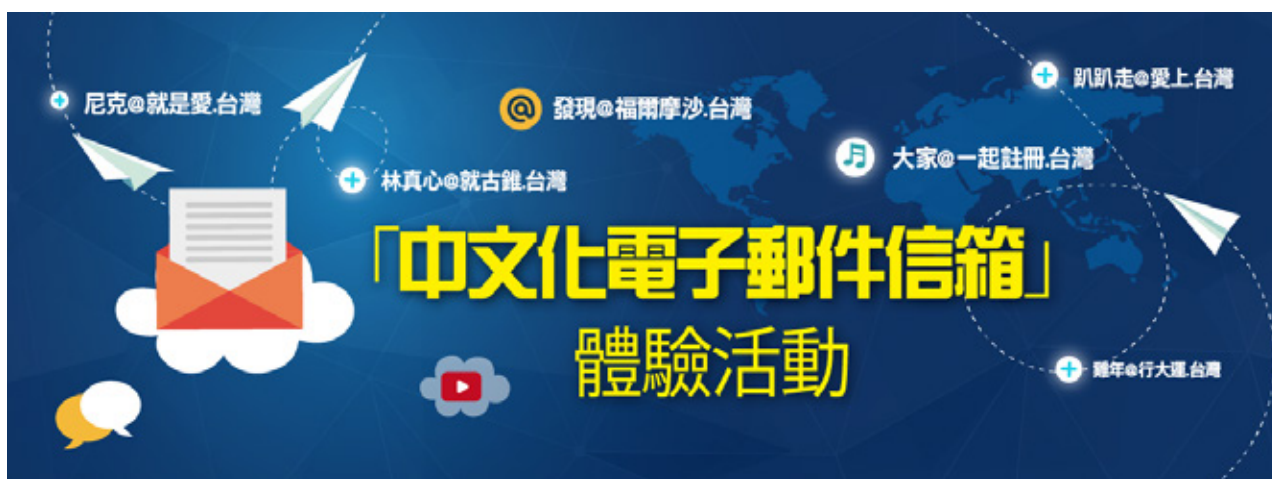 尼克@就是愛.台灣
發現@福爾摩沙.台灣
趴趴走@愛上.台灣
林真心@就古錐.台灣
大家@一起註冊.台灣
「中文化電子郵件信箱」
體驗活動
雞年@行大運.台灣